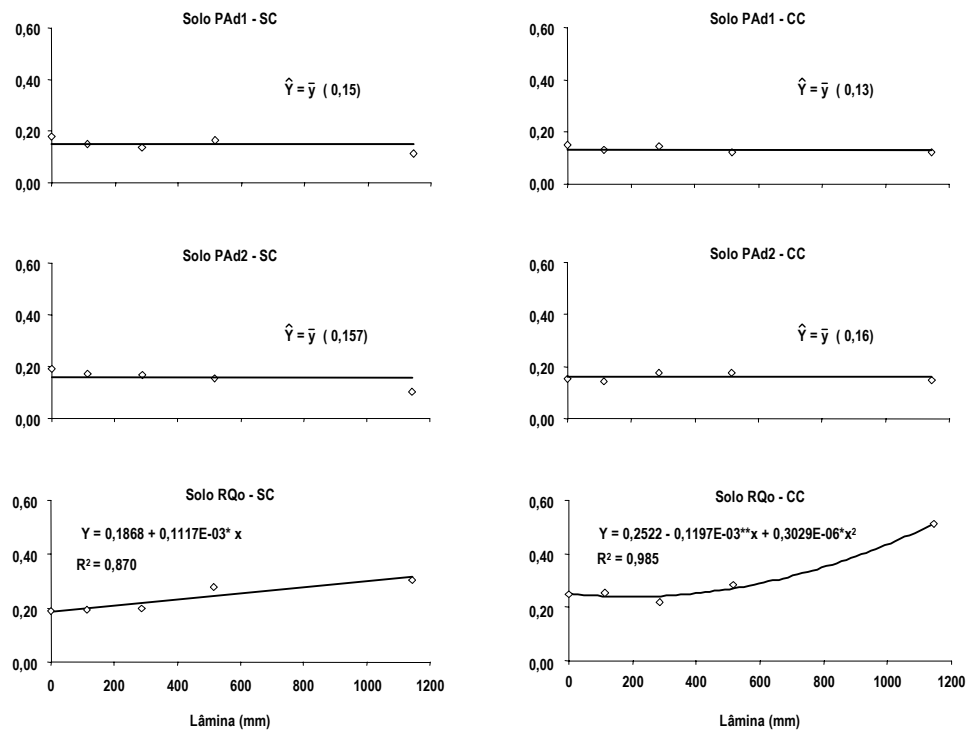 Solo PAd1 - SC
0,60
0,40
0,20
0,00
Ŷ = ȳ ( 0,15)
Solo PAd1 - CC
0,60
0,40
0,20
0,00
Ŷ = ȳ ( 0,13)
Solo PAd2 - SC
0,60
0,40
0,20
0,00
Ŷ = ȳ ( 0,157)
Solo PAd2 - CC
0,60
0,40
0,20
0,00
Ŷ = ȳ ( 0,16)
Solo RQo - SC
0,60
0,40
0,20
0,00
Y = 0,1868 + 0,1117E-03* x
R² = 0,870
0 200 400 600 800 1000 1200
Lâmina (mm)
Solo RQo - CC
0,60
0,40
0,20
0,00
Y = 0,2522 - 0,1197E-03**x + 0,3029E-06*x²
R² = 0,985
0 200 400 600 800 1000 1200
Lâmina (mm)